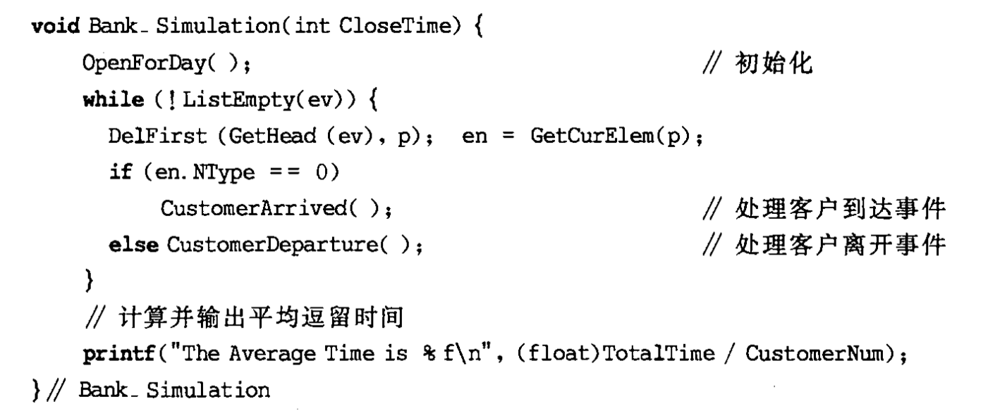 void Bank_Simulation(int CloseTime) {
OpenForDay( ); // 初始化
while (!ListEmpty(ev)) {
DelFirst (GetHead (ev), p); en = GetCurElem(p);
if (en.NType == 0)
CustomerArrived( ); // 处理客户到达事件
else CustomerDeparture( ); // 处理客户离开事件
}
// 计算并输出平均逗留时间
printf("The Average Time is %f\n", (float)TotalTime / CustomerNum);
}// Bank_Simulation